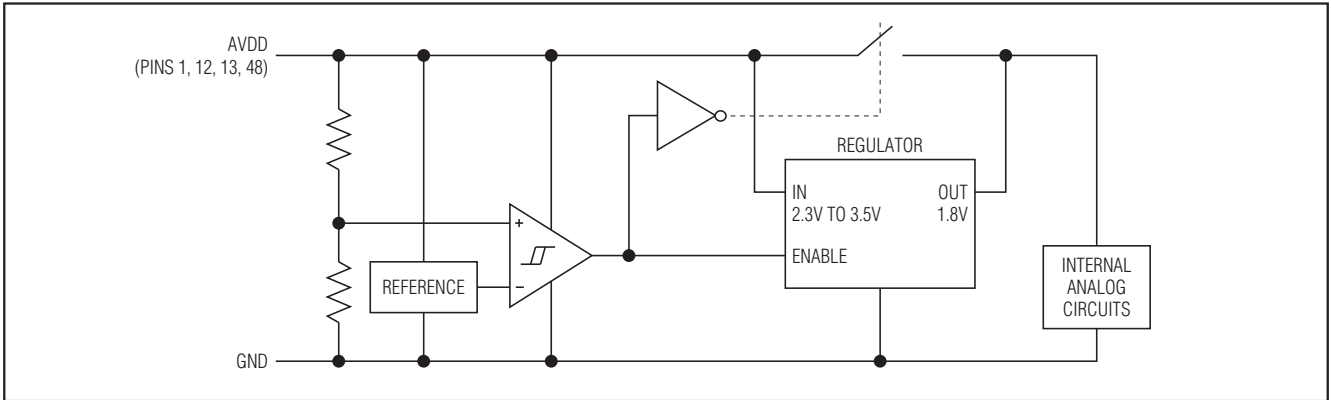 AVDD
(PINS 1, 12, 13, 48)
REGULATOR
IN
2.3V TO 3.5V
OUT
1.8V
+
REFERENCE
−
ENABLE
INTERNAL
ANALOG
CIRCUITS
GND